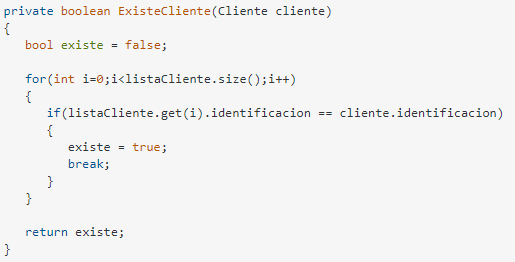 private boolean ExisteCliente(Cliente cliente)
{
   bool existe = false;

   for(int i=0;i<listaCliente.size();i++)
   {
      if(listaCliente.get(i).identificacion == cliente.identificacion)
      {
         existe = true;
         break;
      }
   }

   return existe;
}